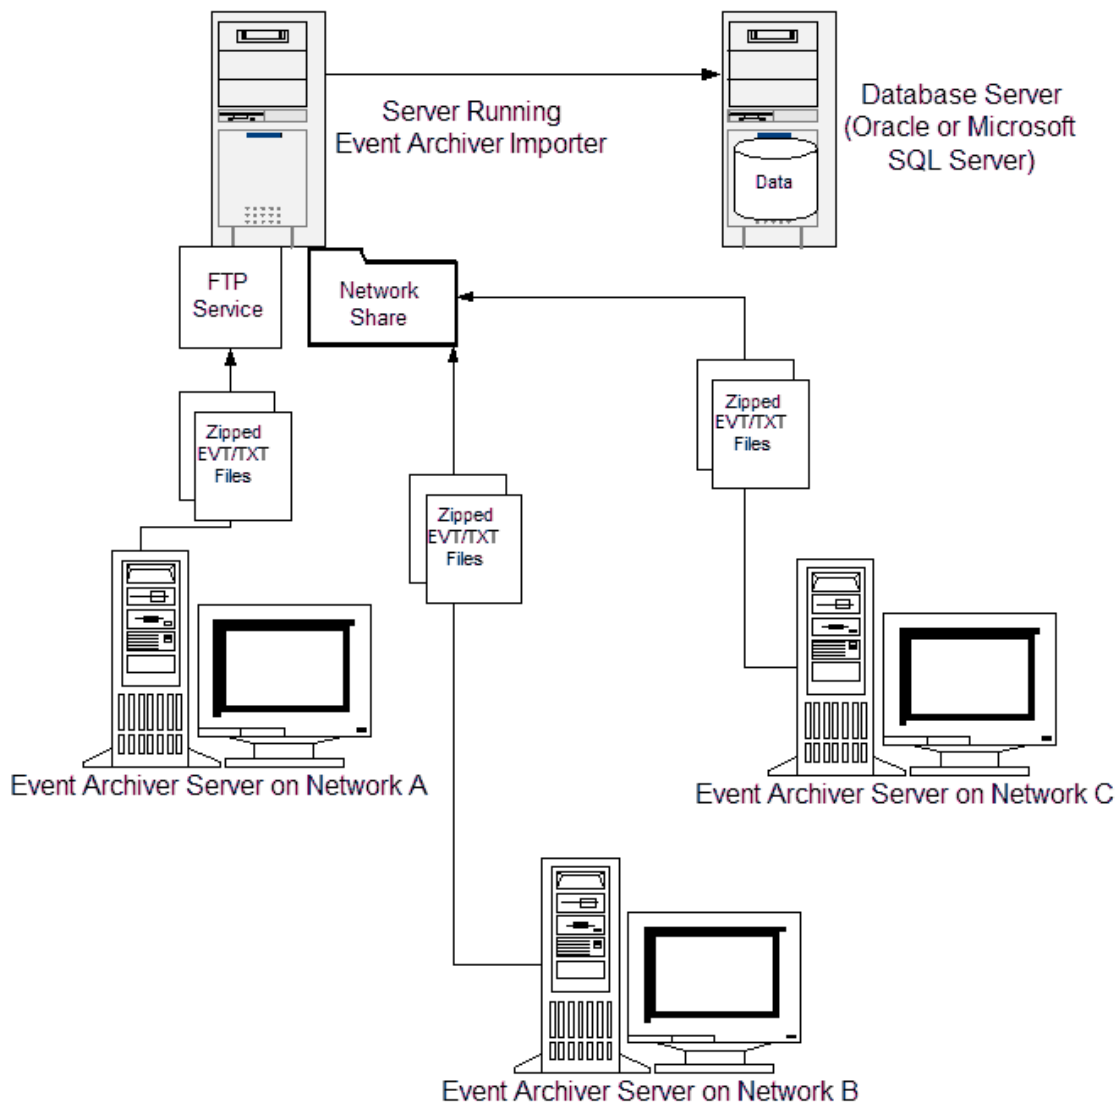 Server Running
Event Archiver Importer
Database Server
(Oracle or Microsoft
SQL Server)
Data
FTP
Service
Network
Share
Zipped
EVT/TXT
Files
Zipped
EVT/TXT
Files
Zipped
EVT/TXT
Files
Event Archiver Server on Network A
Event Archiver Server on Network C
Event Archiver Server on Network B